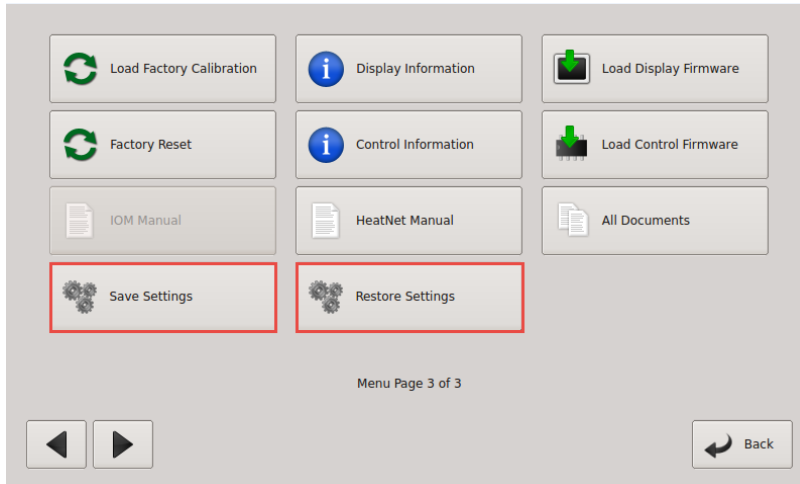 Load Factory Calibration
Display Information
Load Display Firmware
Factory Reset
Control Information
Load Control Firmware
IOM Manual
HeatNet Manual
All Documents
Save Settings
Restore Settings
Menu Page 3 of 3
Back